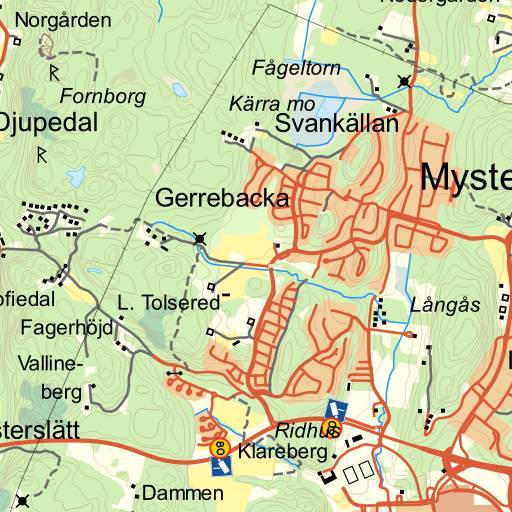 Nödergården
Norgården
Fågeltorn
Fornborg
Kärra mo
Djupedal
Svankällan
R
R
Myste
Gerrebacka
ofiedal
L. Tolsered
Långås
Fagerhöjd
Valline-
berg
sterslätt
Ridhus
80
Klareberg
Dammen